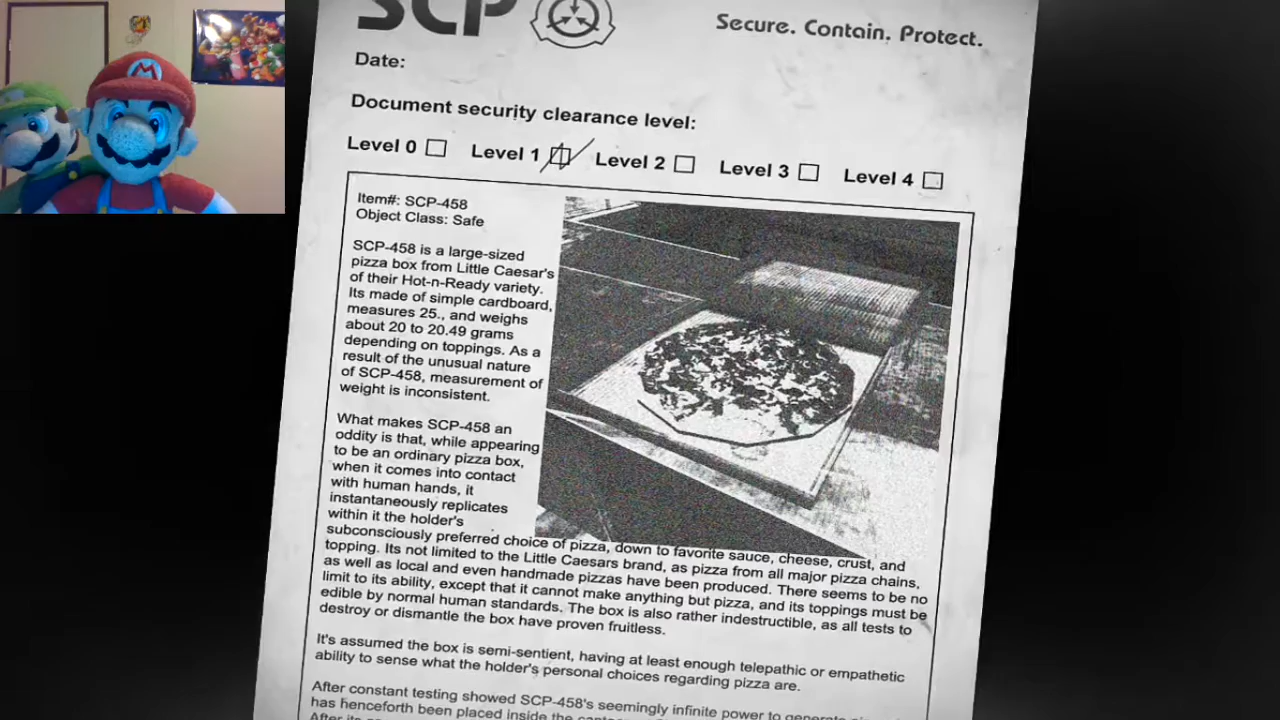 SCP
Secure. Contain. Protect.
Date:
Document security clearance level:
Level 0 Level 1 Level 2 Level 3 Level 4
Item#: SCP-458
Object Class: Safe
SCP-458 is a large-sized
pizza box from Little Caesar's
of their Hot-n-Ready variety.
Its made of simple cardboard,
measures 25., and weighs
about 20 to 20.49 grams
depending on toppings. As a
result of the unusual nature
of SCP-458, measurement of
weight is inconsistent.
What makes SCP-458 an
oddity is that, while appearing
to be an ordinary pizza box,
when it comes into contact
with human hands, it
instantaneously replicates
within it the holder's
subconsciously preferred choice of pizza, down to favorite sauce, cheese, crust, and
topping. Its not limited to the Little Caesars brand, as pizza from all major pizza chains,
as well as local and even handmade pizzas have been produced. There seems to be no
limit to its ability, except that it cannot make anything but pizza, and its toppings must be
edible by normal human standards. The box is also rather indestructible, as all tests to
destroy or dismantle the box have proven fruitless.
It's assumed the box is semi-sentient, having at least enough telepathic or empathetic
ability to sense what the holder's personal choices regarding pizza are.
After constant testing showed SCP-458's seemingly infinite power to generate
has henceforth been placed inside the
After its